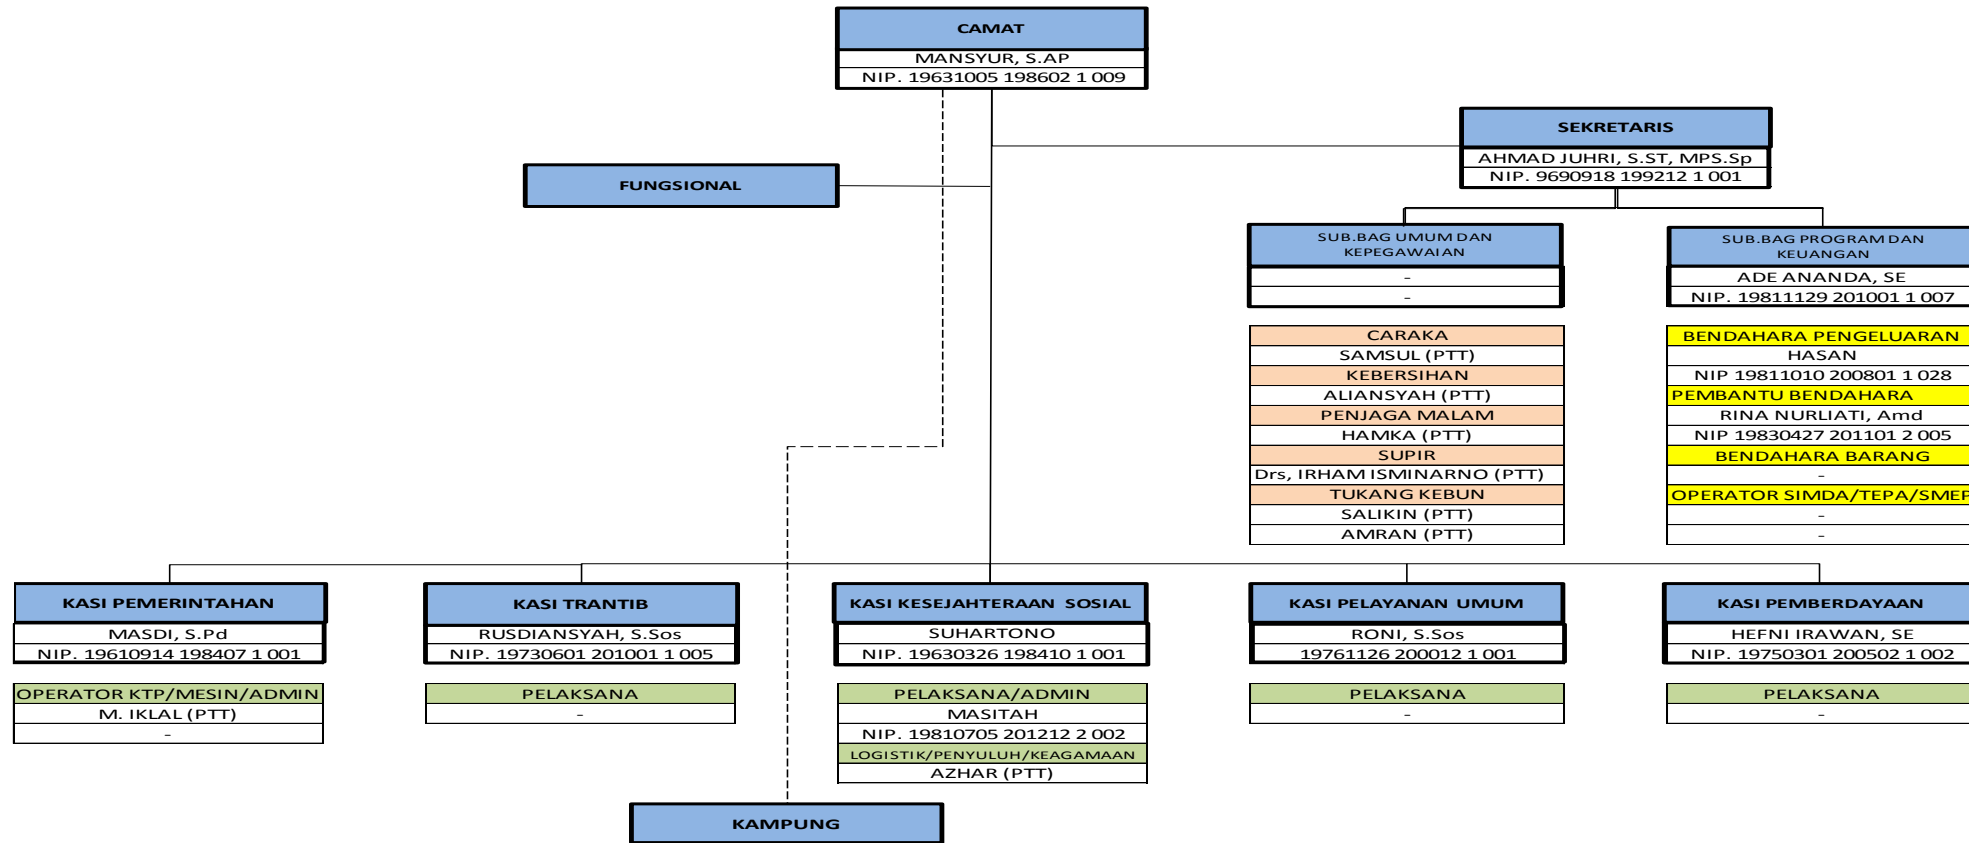 CAMAT
MANSYUR, S.AP
NIP. 19631005 198602 1 009
SEKRETARIS
AHMAD JUHRI, S.ST, MPS.Sp
NIP. 9690918 199212 1 001
FUNGSIONAL
SUB.BAG UMUM DAN
KEPEGAWAIAN
-
-
SUB.BAG PROGRAM DAN
KEUANGAN
ADE ANANDA, SE
NIP. 19811129 201001 1 007
CARAKA
SAMSUL (PTT)
KEBERSIHAN
ALIANSYAH (PTT)
PENJAGA MALAM
HAMKA (PTT)
SUPIR
Drs, IRHAM ISMINARNO (PTT)
TUKANG KEBUN
SALIKIN (PTT)
AMRAN (PTT)
BENDAHARA PENGELUARAN
HASAN
NIP 19811010 200801 1 028
PEMBANTU BENDAHARA
RINA NURLIATI, Amd
NIP 19830427 201101 2 005
BENDAHARA BARANG
-
OPERATOR SIMDA/TEPA/SMEP
-
-
KASI PEMERINTAHAN
MASDI, S.Pd
NIP. 19610914 198407 1 001
OPERATOR KTP/MESIN/ADMIN
M. IKLAL (PTT)
-
KASI TRANTIB
RUSDIANSYAH, S.Sos
NIP. 19730601 201001 1 005
PELAKSANA
-
KASI KESEJAHTERAAN SOSIAL
SUHARTONO
NIP. 19630326 198410 1 001
PELAKSANA/ADMIN
MASITAH
NIP. 19810705 201212 2 002
LOGISTIK/PENYULUH/KEAGAMAAN
AZHAR (PTT)
KASI PELAYANAN UMUM
RONI, S.Sos
19761126 200012 1 001
PELAKSANA
-
KASI PEMBERDAYAAN
HEFNI IRAWAN, SE
NIP. 19750301 200502 1 002
PELAKSANA
-
KAMPUNG